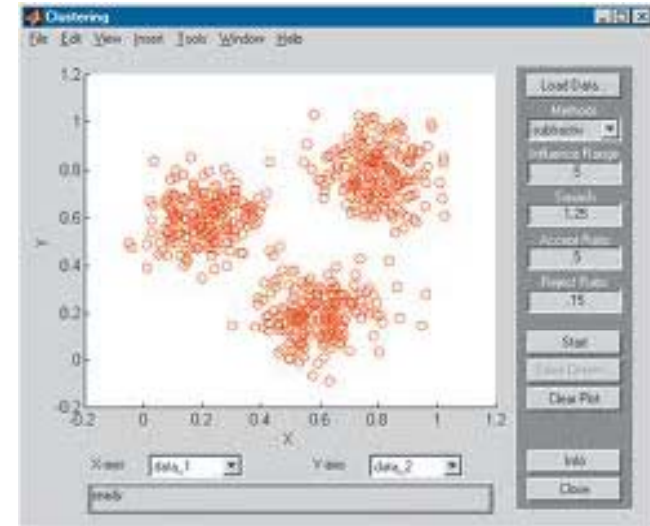 Clustering
File Edit View Insert Tools Window Help
Load Data...
Methods
subtractiv
Influence Range
.5
Squash
1.25
Accept Ratio
.5
Reject Ratio
.15
Start
Save Center...
Clear Plot
Info
Close
1.2
1
0.8
0.6
0.4
0.2
0
-0.2
Y
-0.2 0 0.2 0.4 0.6 0.8 1 1.2
X
X-axis data_1 Y-axis data_2
ready